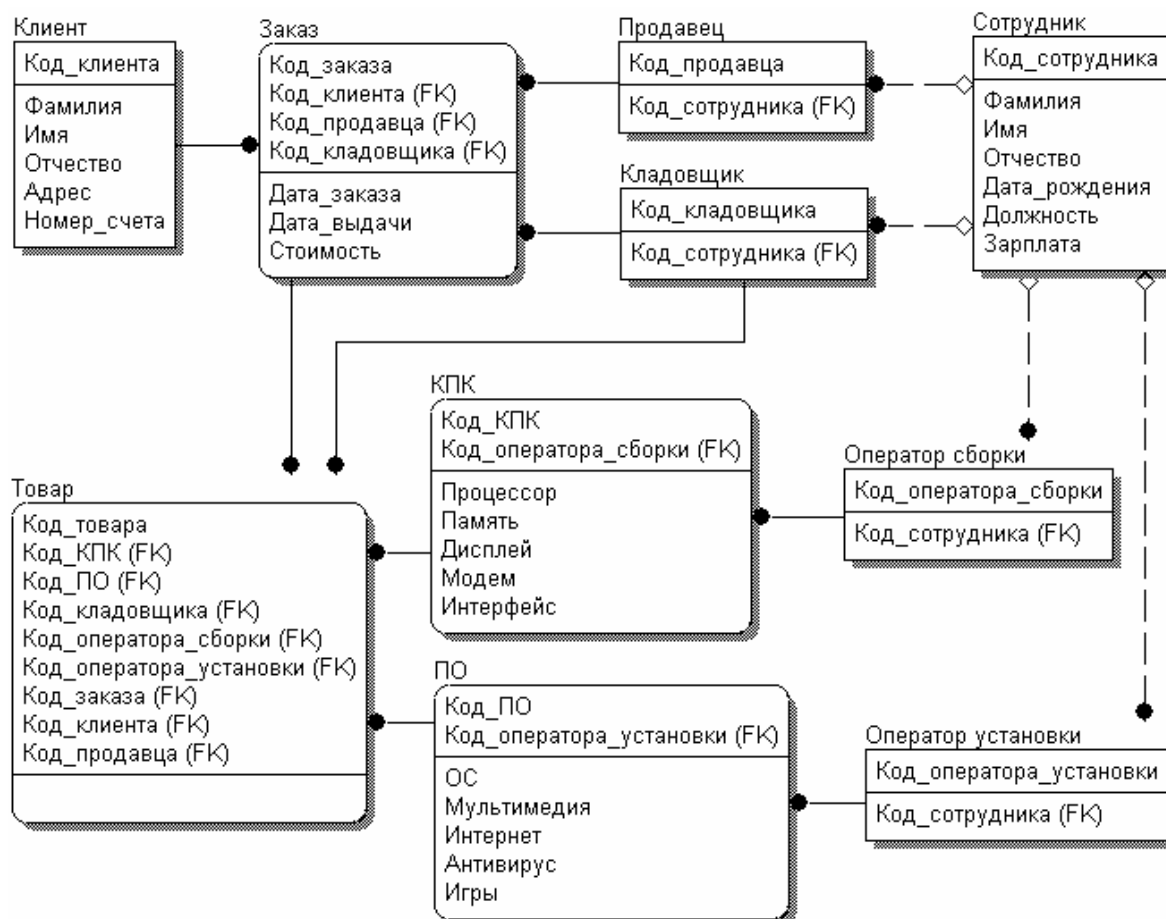 Клиент
Код_клиента
Фамилия
Имя
Отчество
Адрес
Номер_счета
Заказ
Код_заказа
Код_клиента (FK)
Код_продавца (FK)
Код_кладовщика (FK)
Дата_заказа
Дата_выдачи
Стоимость
Продавец
Код_продавца
Код_сотрудника (FK)
Кладовщик
Код_кладовщика
Код_сотрудника (FK)
Сотрудник
Код_сотрудника
Фамилия
Имя
Отчество
Дата_рождения
Должность
Зарплата
КПК
Код_КПК
Код_оператора_сборки (FK)
Процессор
Память
Дисплей
Модем
Интерфейс
Оператор сборки
Код_оператора_сборки
Код_сотрудника (FK)
Товар
Код_товара
Код_КПК (FK)
Код_ПО (FK)
Код_кладовщика (FK)
Код_оператора_сборки (FK)
Код_оператора_установки (FK)
Код_заказа (FK)
Код_клиента (FK)
Код_продавца (FK)
ПО
Код_ПО
Код_оператора_установки (FK)
ОС
Мультимедия
Интернет
Антивирус
Игры
Оператор установки
Код_оператора_установки
Код_сотрудника (FK)